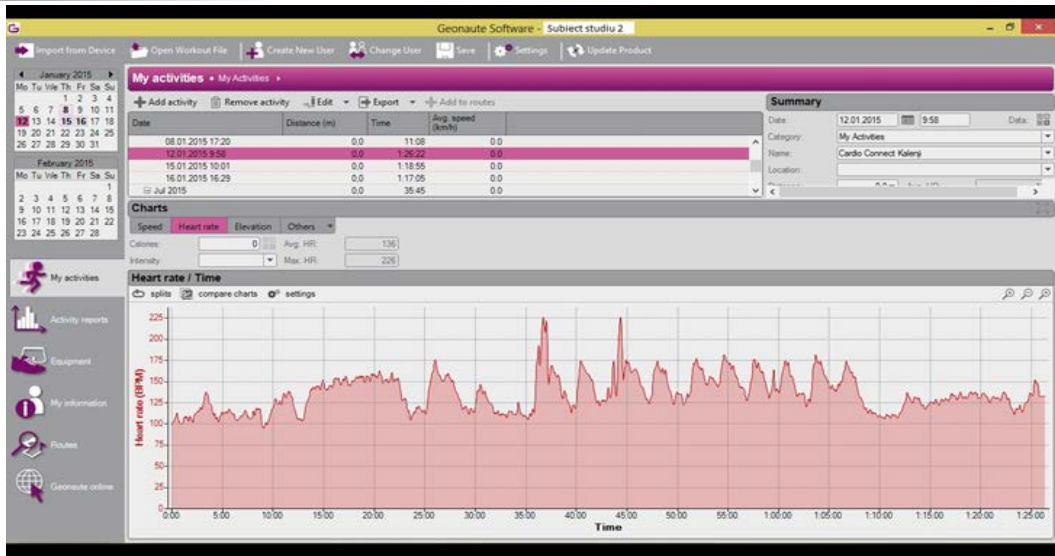 Geonaute Software - Subiect studiu 2
Import from Device Open Workout File Create New User Change User Save Settings Update Product
January 2015
Mo Tu We Th Fr Sa Su
1 2 3 4
5 6 7 8 9 10 11
12 13 14 15 16 17 18
19 20 21 22 23 24 25
26 27 28 29 30 31
February 2015
Mo Tu We Th Fr Sa Su
1
2 3 4 5 6 7 8
9 10 11 12 13 14 15
16 17 18 19 20 21 22
23 24 25 26 27 28
My activities
Activity reports
Equipment
My information
Routes
Geonaute online
My activities • My Activities
Add activity Remove activity Edit Export Add to routes
Date Distance (m) Time Avg. speed (km/h)
08.01.2015 17:20 0.0 11:08 0.0
12.01.2015 9:58 0.0 1:26:22 0.0
15.01.2015 10:01 0.0 1:18:55 0.0
16.01.2015 16:29 0.0 1:17:05 0.0
Jul 2015 0.0 35:45 0.0
Summary
Date: 12.01.2015 9:58 Data:
Category: My Activities
Name: Cardio Connect Kalenji
Location:
Charts
Speed Heart rate Elevation Others
Calories: 0 Avg. HR: 136
Intensity: Max. HR: 226
Heart rate / Time
splits compare charts settings
Heart rate (BPM)
225
200
175
150
125
100
75
50
25
0
0:00 5:00 10:00 15:00 20:00 25:00 30:00 35:00 40:00 45:00 50:00 55:00 1:00:00 1:05:00 1:10:00 1:15:00 1:20:00 1:25:00
Time